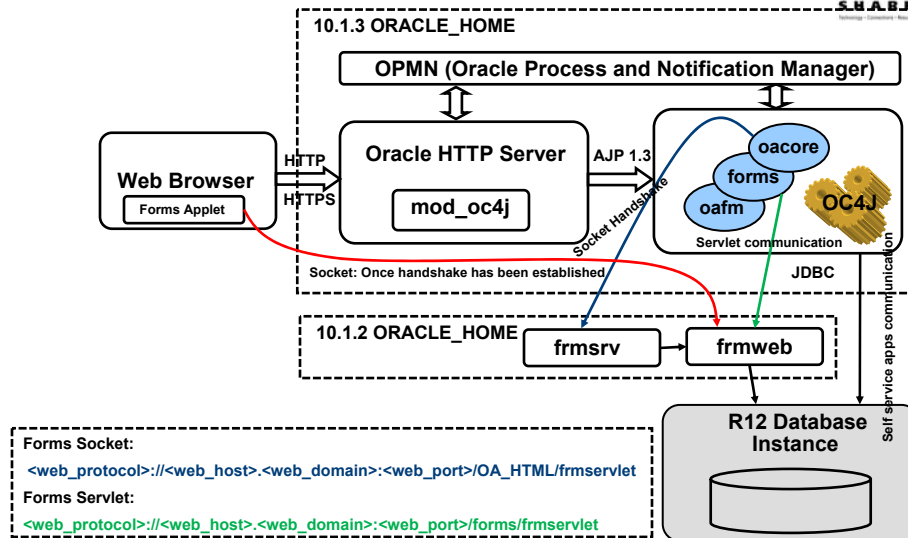 S H A R J
10.1.3 ORACLE_HOME
OPMN (Oracle Process and Notification Manager)
Web Browser
Forms Applet
HTTP
HTTPS
Oracle HTTP Server
mod_oc4j
AJP 1.3
Socket Handshake
oacore
forms
oafm
OC4J
Servlet communication
Socket: Once handshake has been established
JDBC
Self service apps communication
10.1.2 ORACLE_HOME
frmsrv
frmweb
R12 Database
Instance
Forms Socket:
<web_protocol>://<web_host>.<web_domain>:<web_port>/OA_HTML/frmservlet
Forms Servlet:
<web_protocol>://<web_host>.<web_domain>:<web_port>/forms/frmservlet